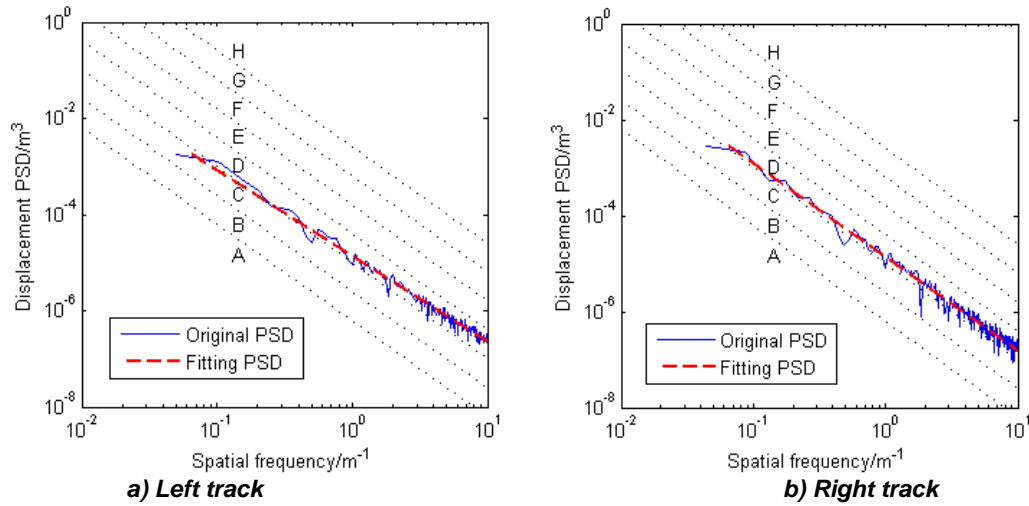 10^0
10^-2
10^-4
10^-6
10^-8
Displacement PSD/m^3
H
G
F
E
D
C
B
A
Original PSD
Fitting PSD
10^-2
10^-1
10^0
10^1
Spatial frequency/m^-1
a) Left track
10^0
10^-2
10^-4
10^-6
10^-8
Displacement PSD/m^3
H
G
F
E
D
C
B
A
Original PSD
Fitting PSD
10^-2
10^-1
10^0
10^1
Spatial frequency/m^-1
b) Right track